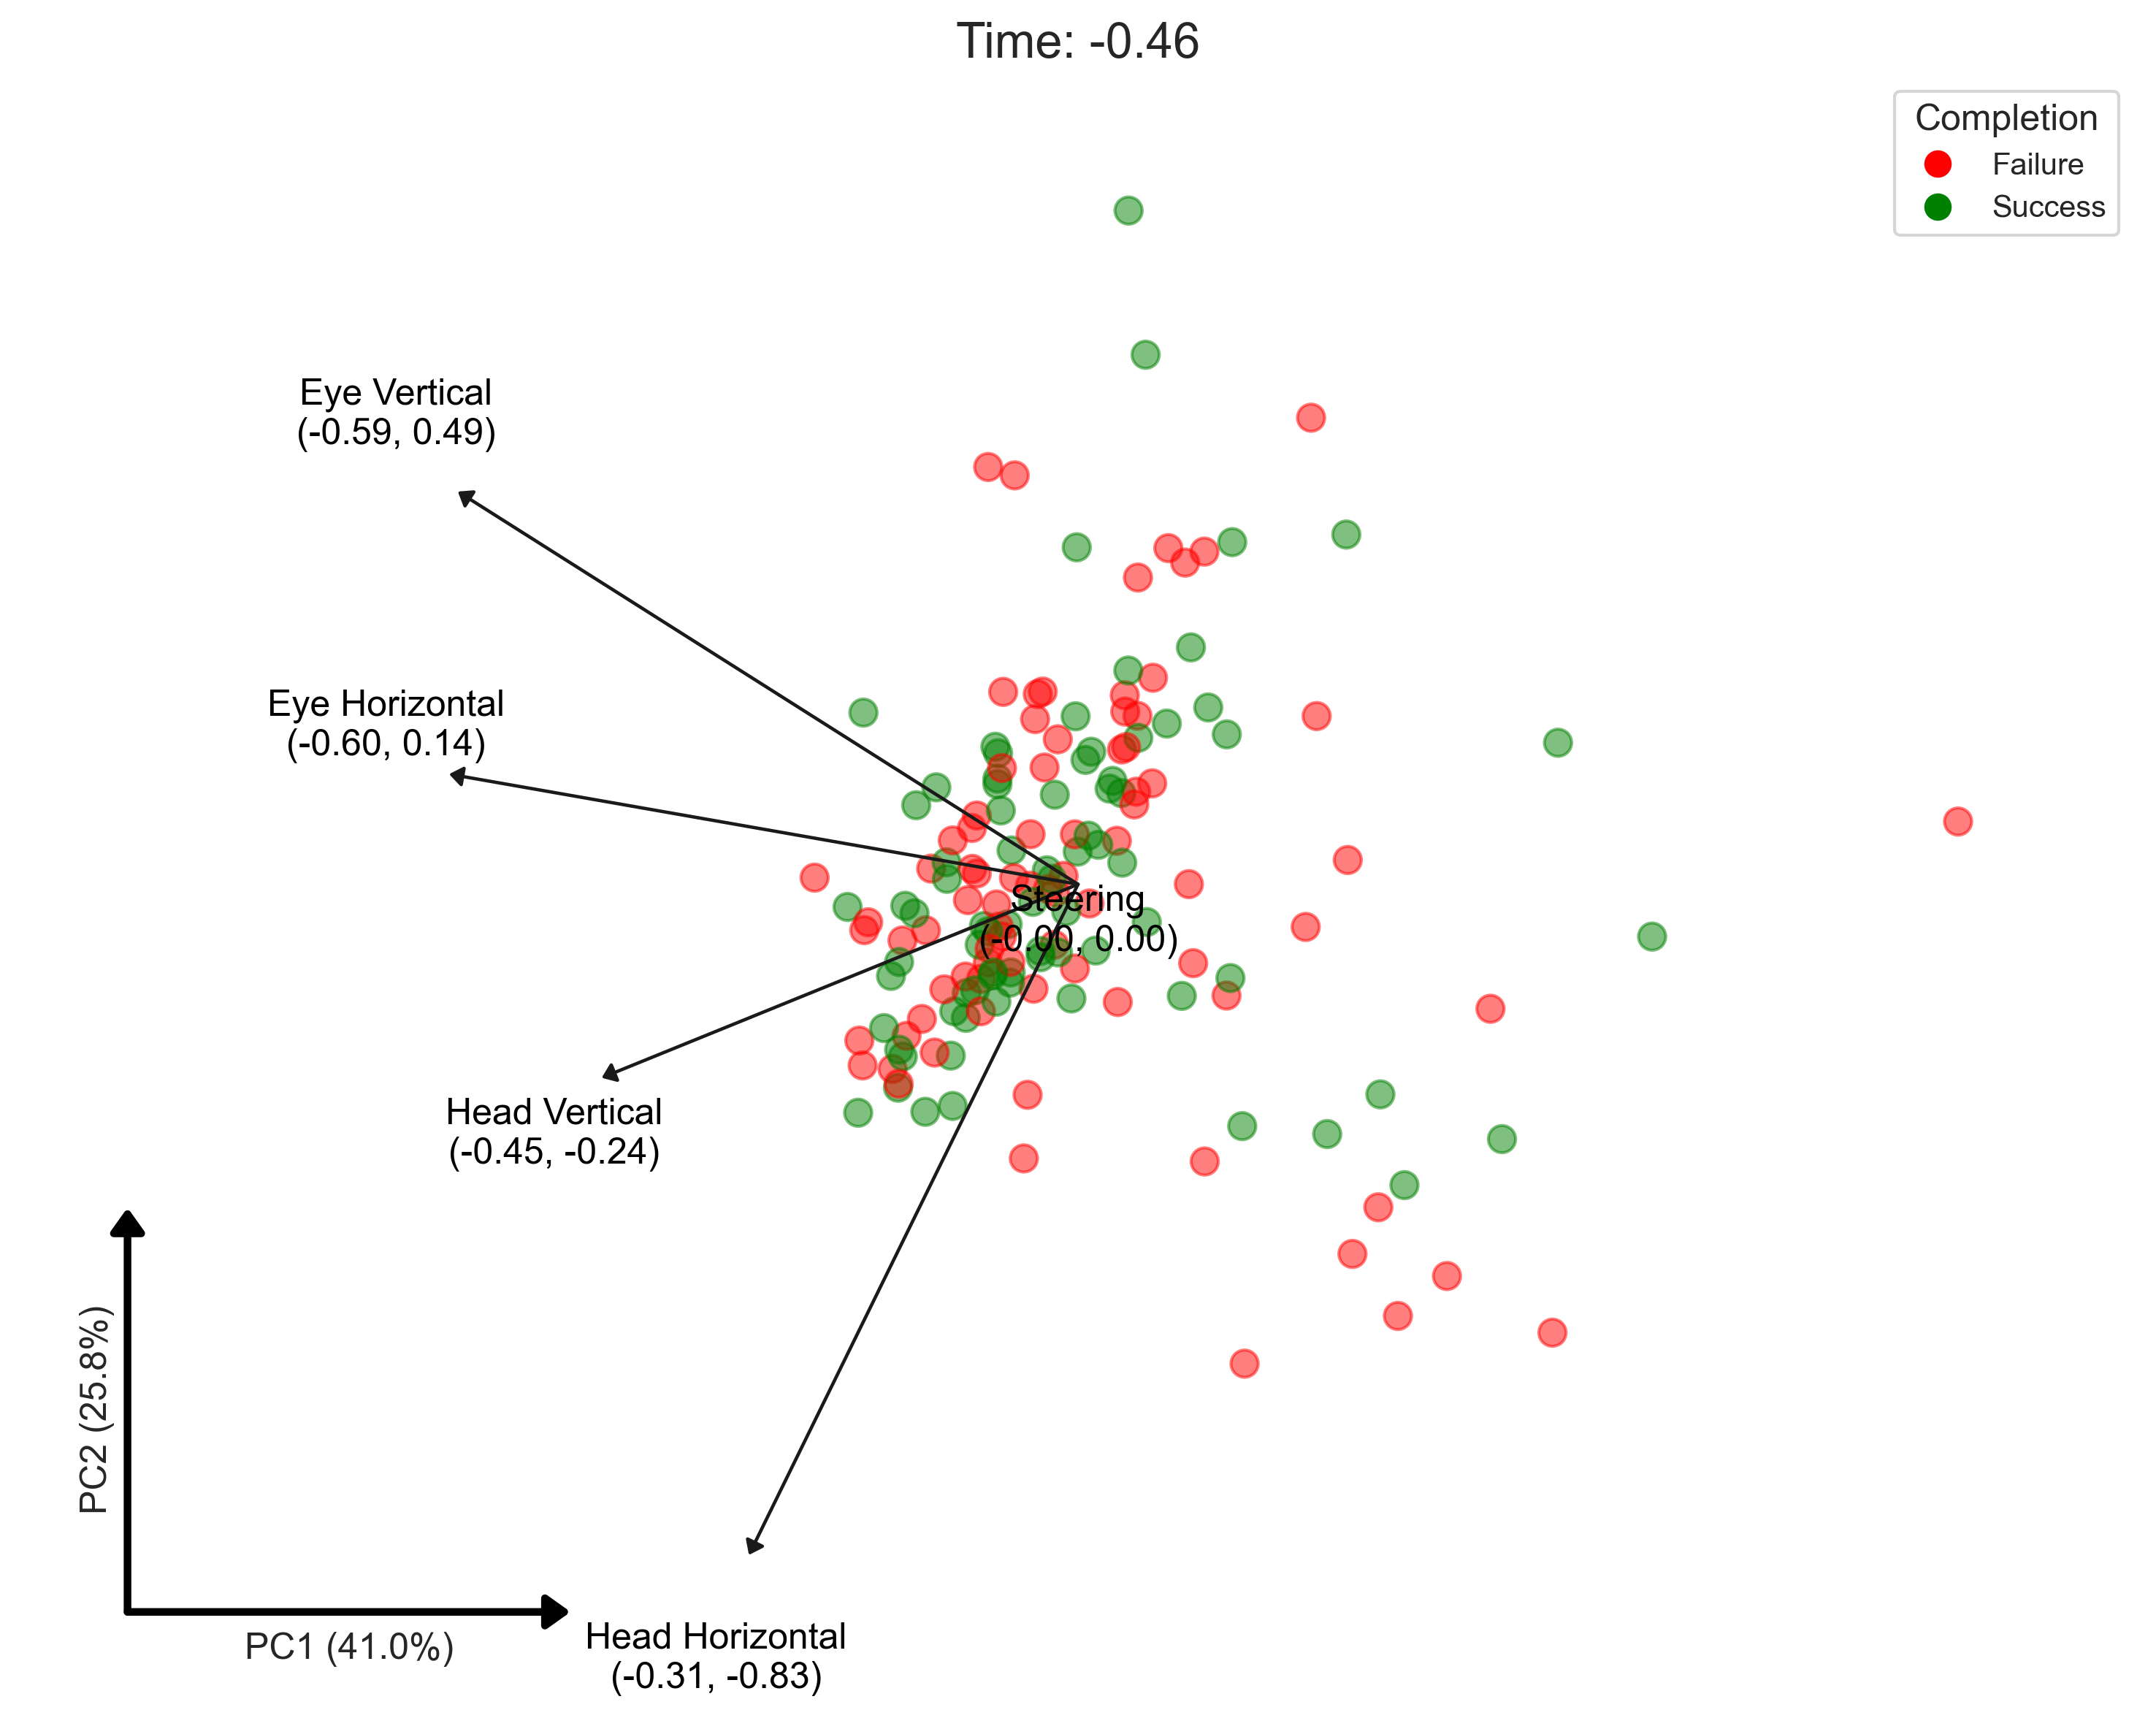 Time: -0.46
Completion
Failure
Success
Eye Vertical
(-0.59, 0.49)
Eye Horizontal
(-0.60, 0.14)
Steering
(-0.00, 0.00)
Head Vertical
(-0.45, -0.24)
PC2 (25.8%)
PC1 (41.0%)
Head Horizontal
(-0.31, -0.83)